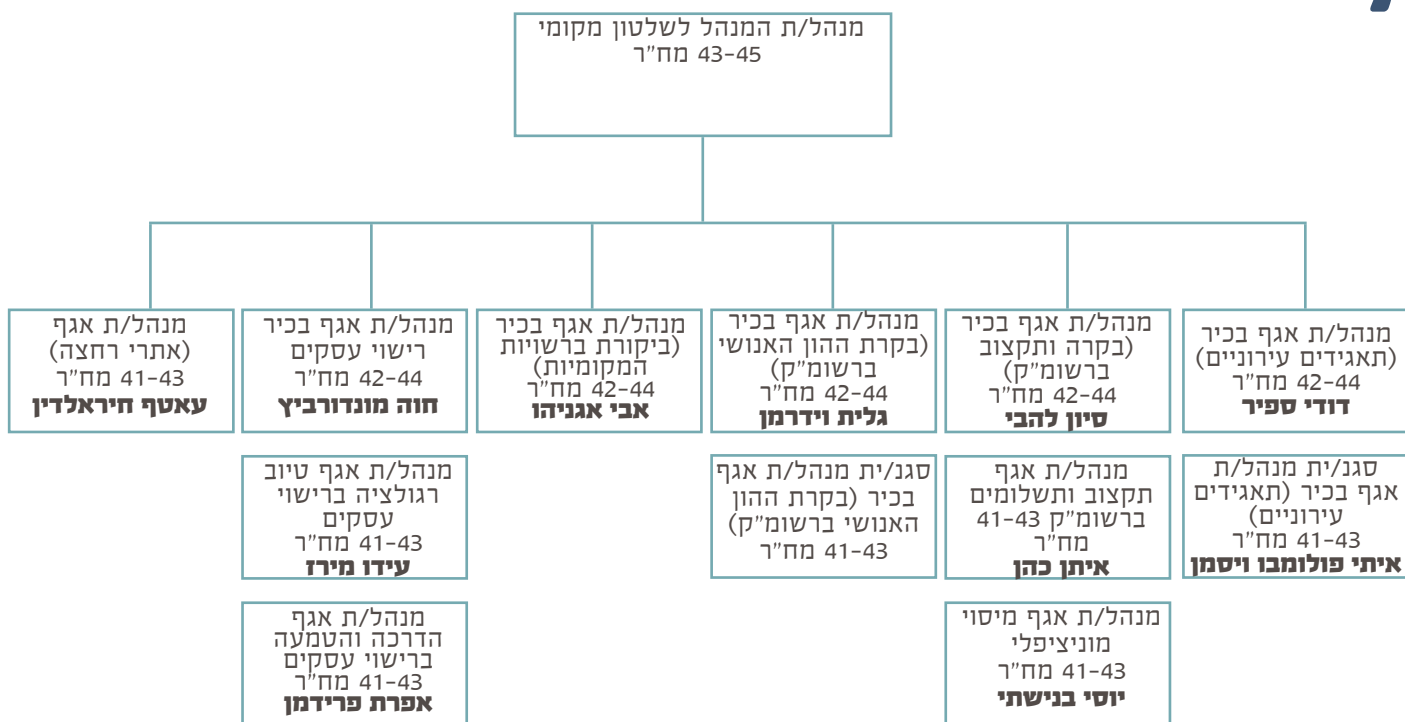 מנהל/ת המנהל לשלטון מקומי
43-45 מח"ר
מנהל/ת אגף בכיר
(תאגידים עירוניים)
42-44 מח"ר
דודי ספיר
מנהל/ת אגף בכיר
(בקרה ותקצוב
ברשומ"ק)
42-44 מח"ר
סיון להבי
מנהל/ת אגף בכיר
(בקרת ההון האנושי
ברשומ"ק)
42-44 מח"ר
גלית וידרמן
מנהל/ת אגף בכיר
(ביקורת ברשויות
המקומיות)
42-44 מח"ר
אבי אגניהו
מנהל/ת אגף בכיר
רישוי עסקים
42-44 מח"ר
חוה מונדורביץ
מנהל/ת אגף
(אתרי רחצה)
41-43 מח"ר
עאטף חיראלדין
סגנ/ית מנהל/ת
אגף בכיר (תאגידים
עירוניים)
41-43 מח"ר
איתי פולומבו ויסמן
מנהל/ת אגף
תקצוב ותשלומים
ברשומ"ק 41-43
מח"ר
איתן כהן
סגנ/ית מנהל/ת אגף
בכיר (בקרת ההון
האנושי ברשומ"ק)
41-43 מח"ר
מנהל/ת אגף טיוב
רגולציה ברישוי
עסקים
41-43 מח"ר
עידו מירז
מנהל/ת אגף מיסוי
מוניציפלי
41-43 מח"ר
יוסי בנישתי
מנהל/ת אגף
הדרכה והטמעה
ברישוי עסקים
41-43 מח"ר
אפרת פרידמן